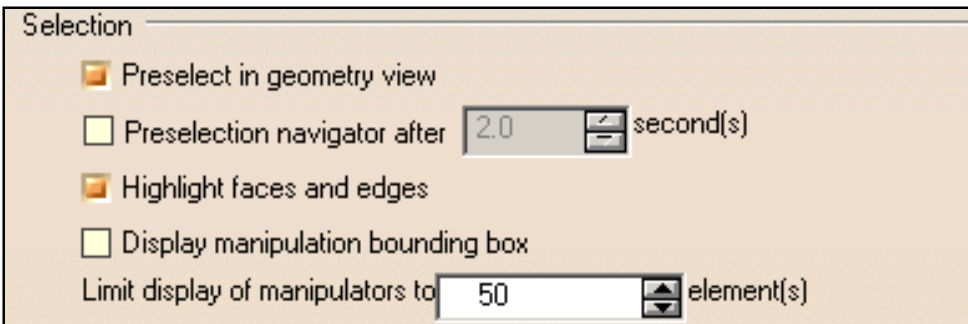 Selection
Preselect in geometry view
Preselection navigator after 2.0 second(s)
Highlight faces and edges
Display manipulation bounding box
Limit display of manipulators to 50 element(s)